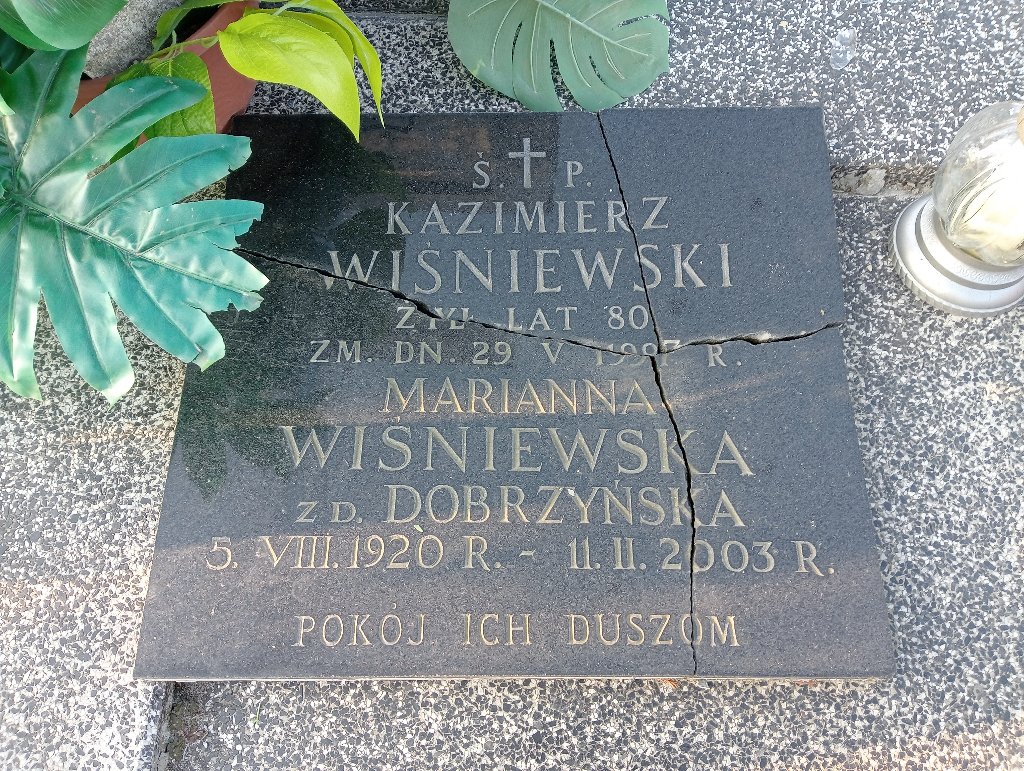 Ś. † P.
KAZIMIERZ
WIŚNIEWSKI
ŻYŁ LAT 80
ZM. DN. 29 V R.
MARIANNA
WIŚNIEWSKA
Z D. DOBRZYŃSKA
5. VIII. 1920 R. - 11. II. 2003 R.
POKÓJ ICH DUSZOM